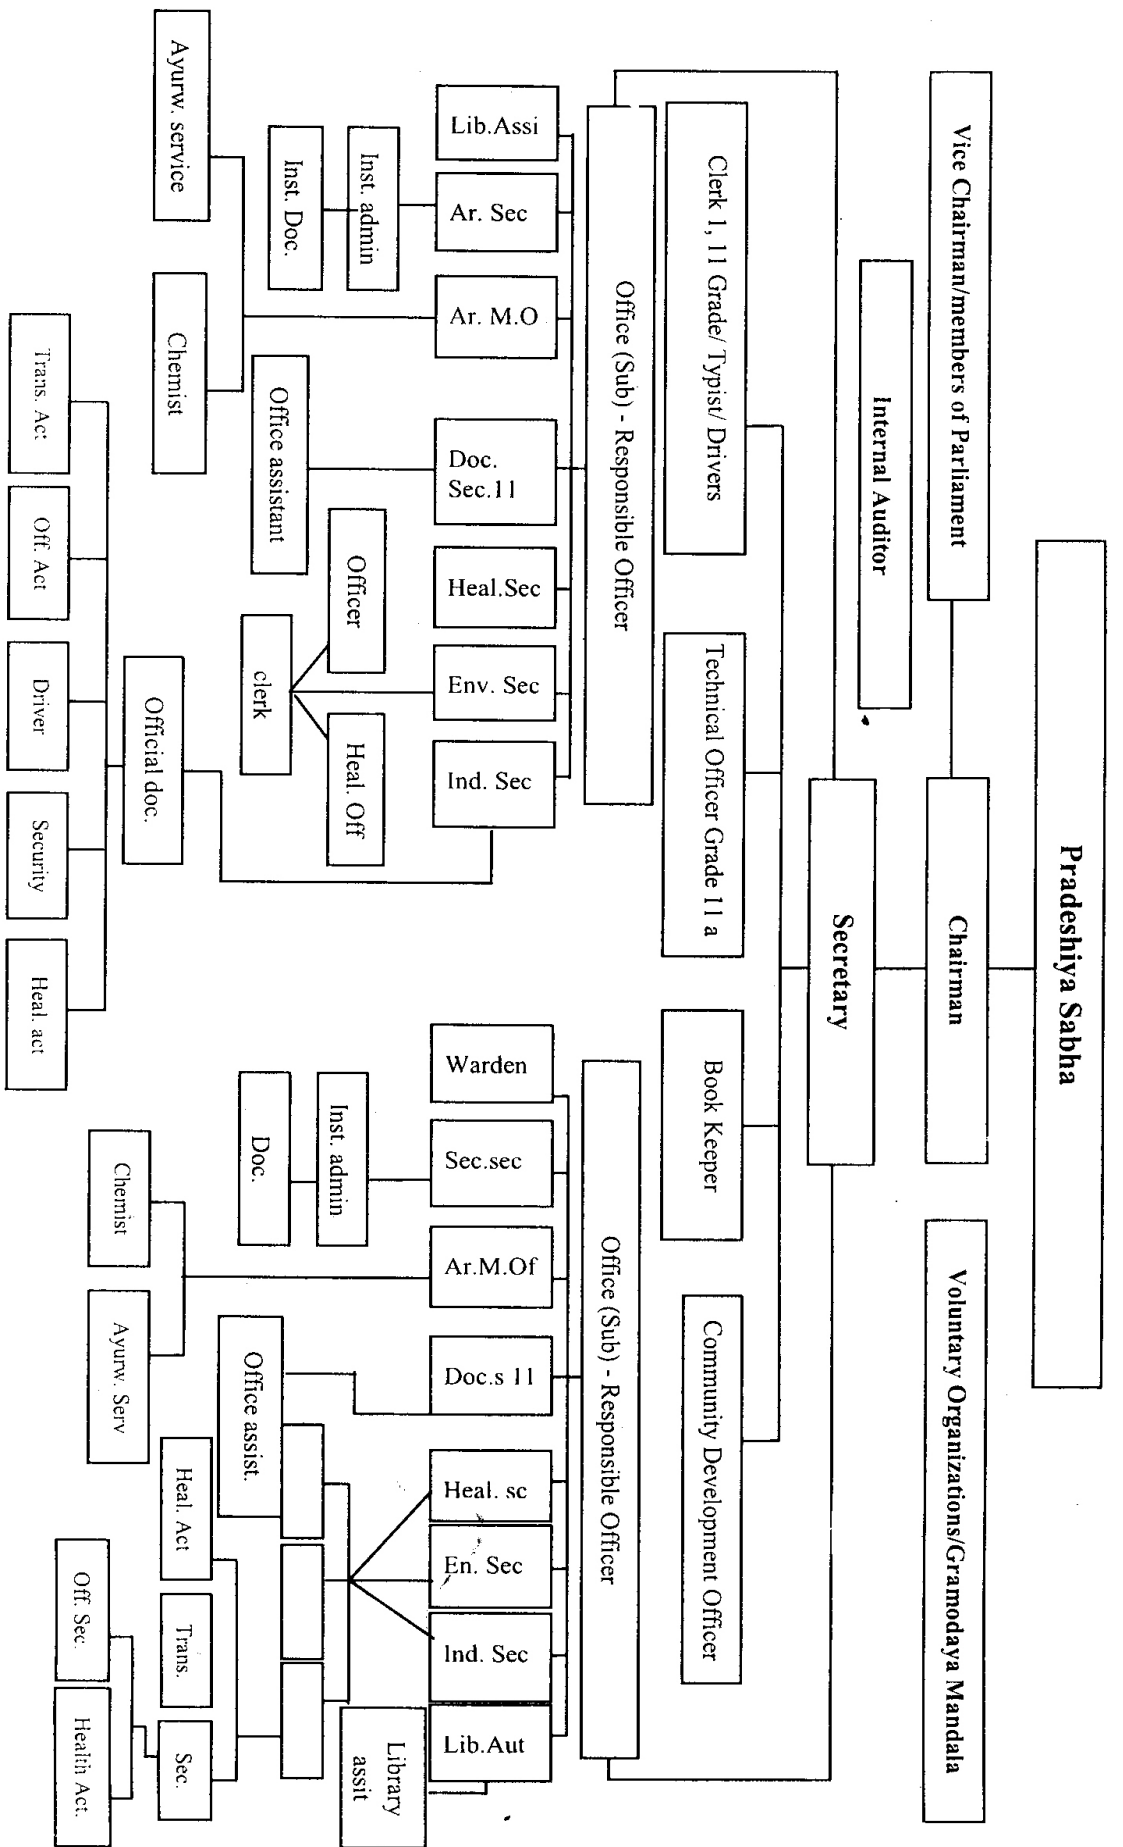 Pradeshiya Sabha
Vice Chairman/members of Parliament
Chairman
Voluntary Organizations/Gramodaya Mandala
Internal Auditor
Secretary
Clerk 1, 11 Grade/ Typist/ Drivers
Technical Officer Grade 11 a
Book Keeper
Community Development Officer
Office (Sub) - Responsible Officer
Office (Sub) - Responsible Officer
Lib.Assi
Ar. Sec
Ar. M.O
Doc.
Sec.11
Heal.Sec
Env. Sec
Ind. Sec
Warden
Sec.sec
Ar.M.Of
Doc.s 11
Heal. sc
En. Sec
Ind. Sec
Lib.Aut
Inst. admin
Inst. Doc.
Officer
Heal. Off
clerk
Office assistant
Inst. admin
Doc.
Library
assit
Office assist.
Ayurw. service
Chemist
Official doc.
Chemist
Ayurw. Serv
Heal. Act
Trans.
Sec.
Off. Sec.
Health Act.
Trans. Act
Off. Act
Driver
Security
Heal. act